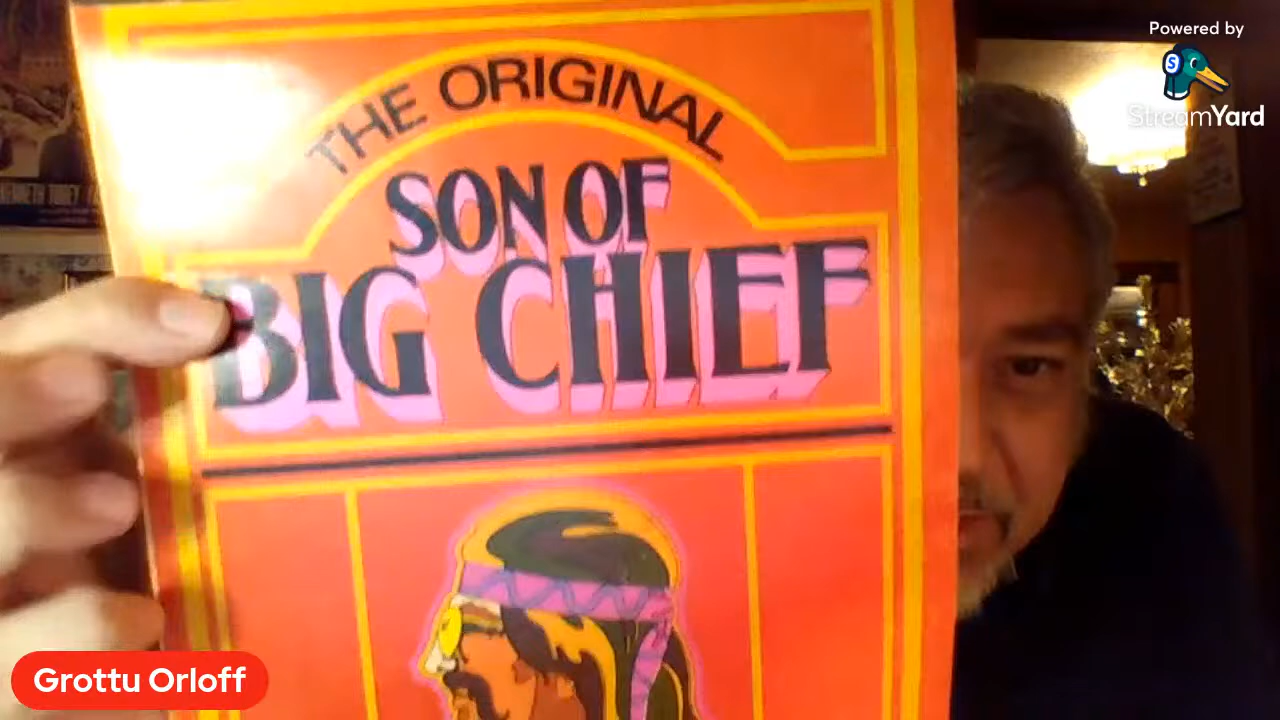 THE ORIGINAL
SON OF
BIG CHIEF
Powered by
StreamYard
Grottu Orloff